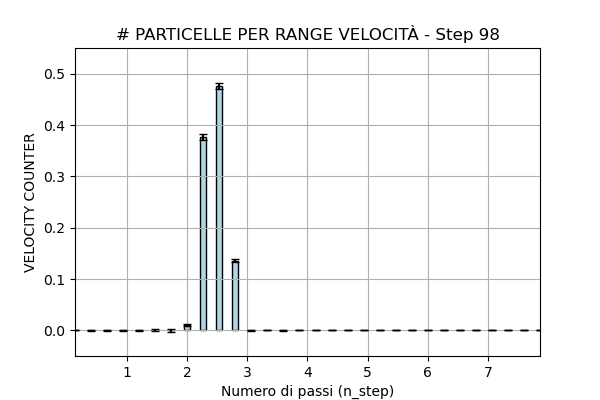 # PARTICELLE PER RANGE VELOCITÀ - Step 98
VELOCITY COUNTER
0.5
0.4
0.3
0.2
0.1
0.0
1 2 3 4 5 6 7
Numero di passi (n_step)